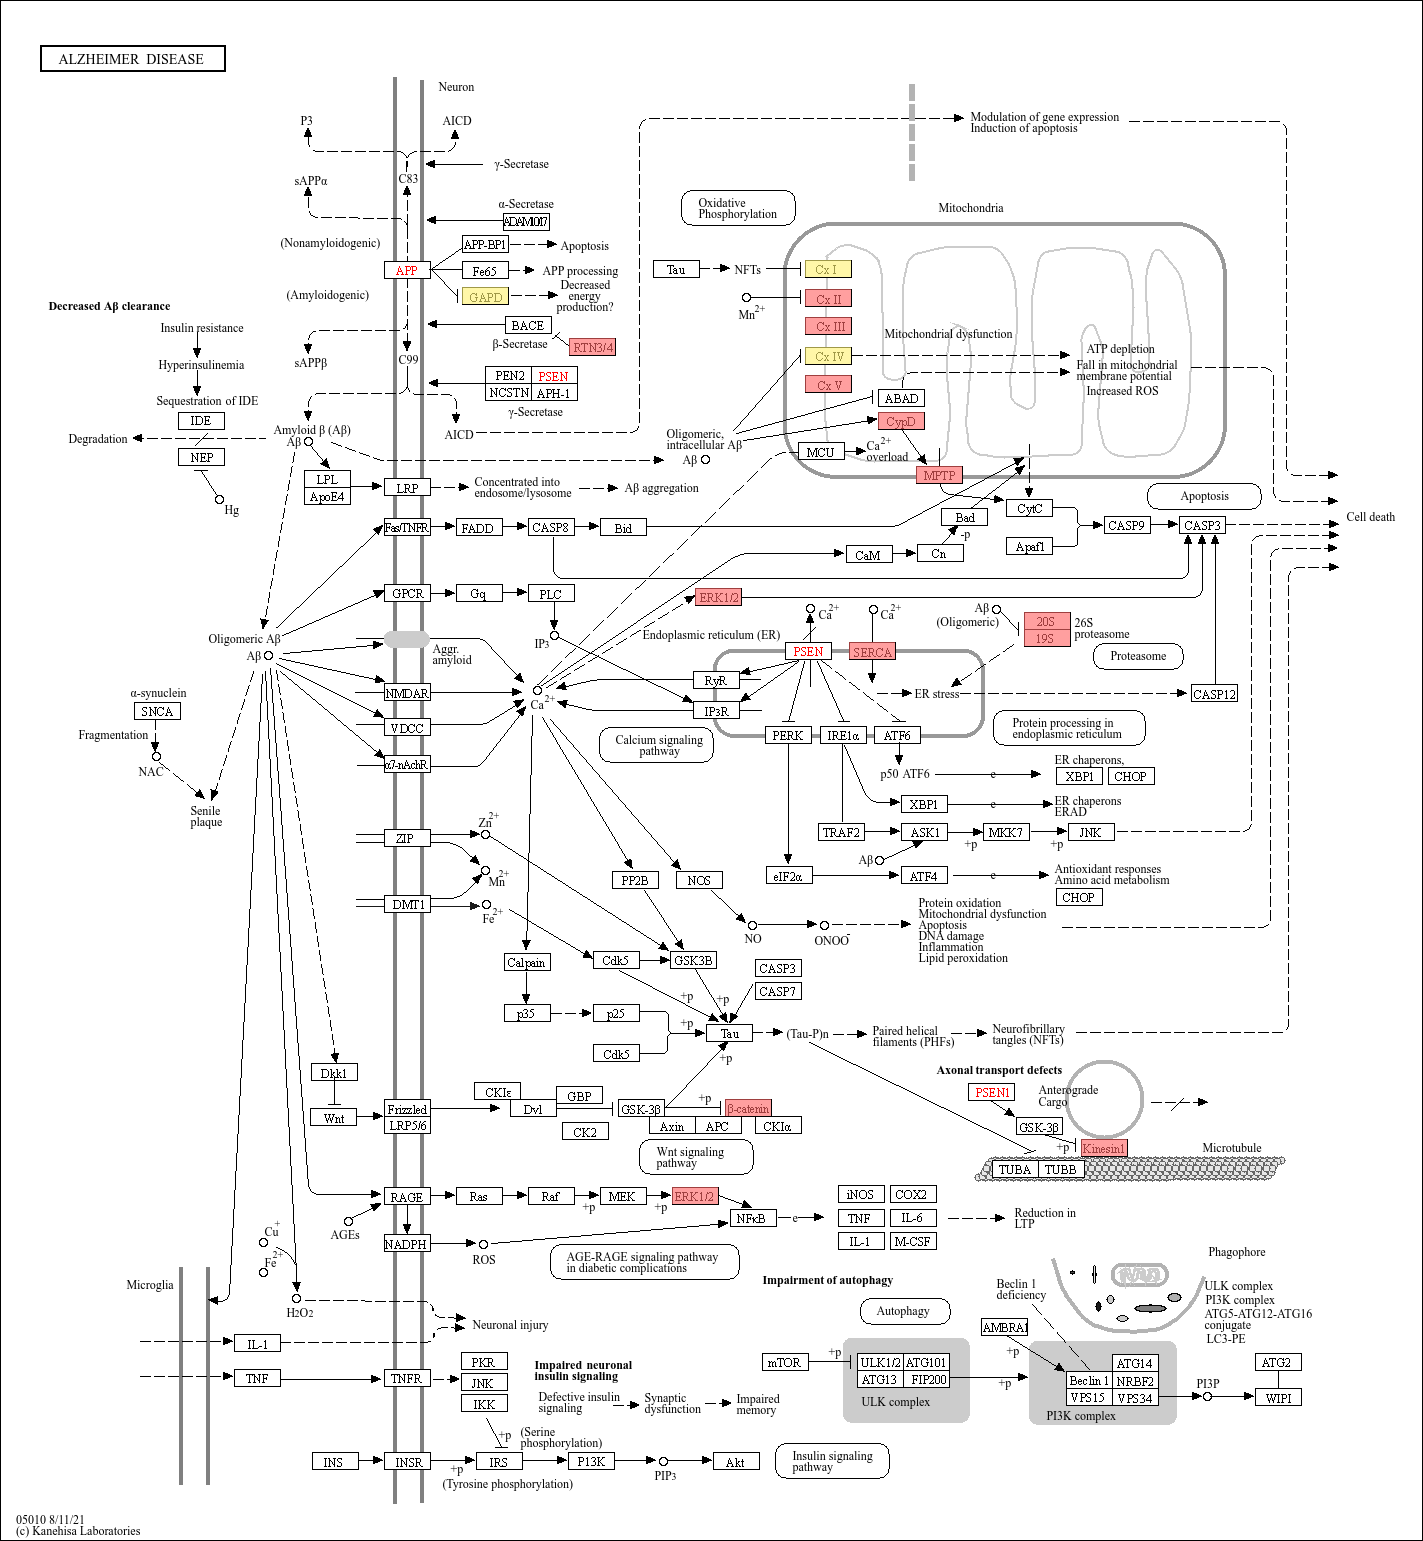 ALZHEIMER DISEASE
Neuron
P3
AICD
γ-Secretase
C83
sAPPα
α-Secretase
ADAM10/17
(Nonamyloidogenic)
APP-BP1
Apoptosis
APP
Fe65
APP processing
(Amyloidogenic)
GAPD
Decreased
energy
production?
BACE
β-Secretase
RTN3/4
sAPPβ
C99
PEN2
PSEN
NCSTN
APH-1
γ-Secretase
AICD
Decreased Aβ clearance
Insulin resistance
Hyperinsulinemia
Sequestration of IDE
IDE
Degradation
NEP
Hg
Amyloid β (Aβ)
Aβ
LPL
ApoE4
LRP
Concentrated into
endosome/lysosome
Aβ aggregation
Modulation of gene expression
Induction of apoptosis
Oxidative
Phosphorylation
Mitochondria
Tau
NFTs
Mn2+
Cx I
Cx II
Cx III
Cx IV
Cx V
Mitochondrial dysfunction
ATP depletion
Fall in mitochondrial
membrane potential
Increased ROS
ABAD
CypD
Oligomeric,
intracellular Aβ
Aβ
MCU
Ca2+
overload
MPTP
Apoptosis
CytC
Bad
-p
Apaf1
CASP9
CASP3
Cell death
Fas/TNFR
FADD
CASP8
Bid
CaM
Cn
GPCR
Gq
PLC
IP3
ERK1/2
Endoplasmic reticulum (ER)
Ca2+
Ca2+
Aβ
(Oligomeric)
20S
19S
26S
proteasome
Proteasome
Oligomeric Aβ
Aβ
Aggr.
amyloid
PSEN
SERCA
RyR
IP3R
ER stress
CASP12
NMDAR
Ca2+
VDCC
α7-nAchR
α-synuclein
SNCA
Fragmentation
NAC
Senile
plaque
Calcium signaling
pathway
PERK
IRE1α
ATF6
Protein processing in
endoplasmic reticulum
p50 ATF6
e
ER chaperons,
XBP1
CHOP
XBP1
e
ER chaperons
ERAD
TRAF2
ASK1
+p
MKK7
+p
JNK
Aβ
eIF2α
ATF4
e
Antioxidant responses
Amino acid metabolism
CHOP
ZIP
Zn2+
Mn2+
DMT1
Fe2+
PP2B
NOS
NO
ONOO-
Protein oxidation
Mitochondrial dysfunction
Apoptosis
DNA damage
Inflammation
Lipid peroxidation
Calpain
Cdk5
GSK3B
CASP3
CASP7
+p
+p
p35
p25
+p
Tau
Cdk5
+p
(Tau-P)n
Paired helical
filaments (PHFs)
Neurofibrillary
tangles (NFTs)
Dkk1
Wnt
Frizzled
LRP5/6
CKIε
Dvl
GBP
CK2
GSK-3β
+p
β-catenin
Axin
APC
CKIα
Wnt signaling
pathway
Axonal transport defects
PSEN1
Anterograde
Cargo
GSK-3β
+p
Kinesin1
Microtubule
TUBA
TUBB
RAGE
Ras
Raf
+p
MEK
+p
ERK1/2
AGEs
NADPH
ROS
NFκB
e
iNOS
COX2
TNF
IL-6
IL-1
M-CSF
Reduction in
LTP
AGE-RAGE signaling pathway
in diabetic complications
Cu+
Fe2+
H2O2
Microglia
Neuronal injury
IL-1
TNF
TNFR
PKR
JNK
IKK
+p
(Serine
phosphorylation)
Impaired neuronal
insulin signaling
Defective insulin
signaling
Synaptic
dysfunction
Impaired
memory
INS
INSR
+p
IRS
(Tyrosine phosphorylation)
P13K
PIP3
Akt
Insulin signaling
pathway
Impairment of autophagy
Autophagy
mTOR
+p
ULK1/2
ATG101
ATG13
FIP200
ULK complex
+p
Beclin 1
deficiency
AMBRA1
+p
ATG14
Beclin 1
NRBF2
VPS15
VPS34
PI3K complex
PI3P
ATG2
WIPI
Phagophore
ULK complex
PI3K complex
ATG5-ATG12-ATG16
conjugate
LC3-PE
05010 8/11/21
(c) Kanehisa Laboratories